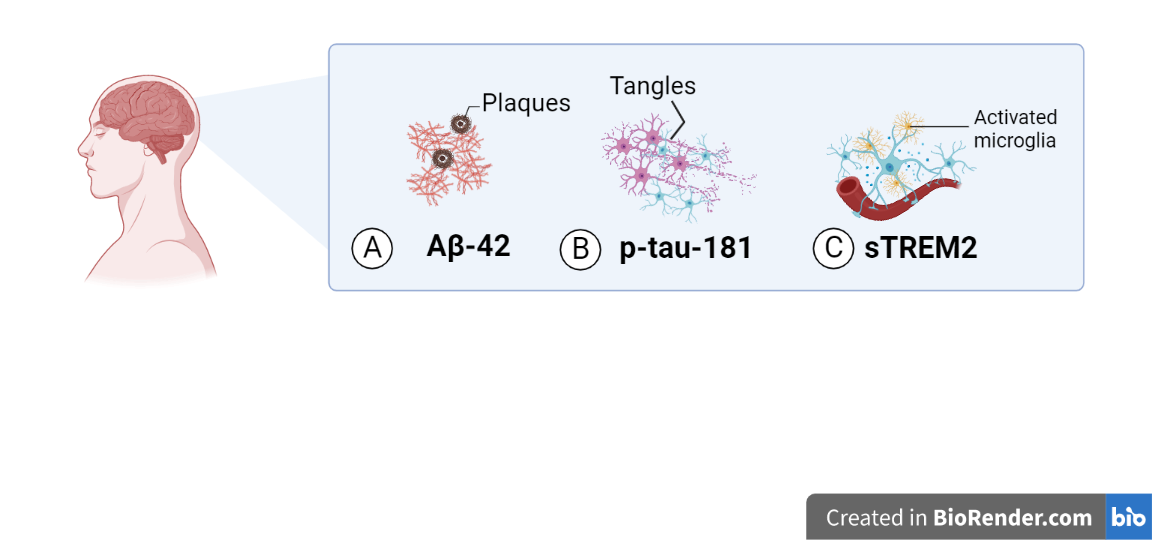 Plaques
Tangles
Activated
microglia
A Aβ-42
B p-tau-181
C sTREM2
Created in BioRender.com bio